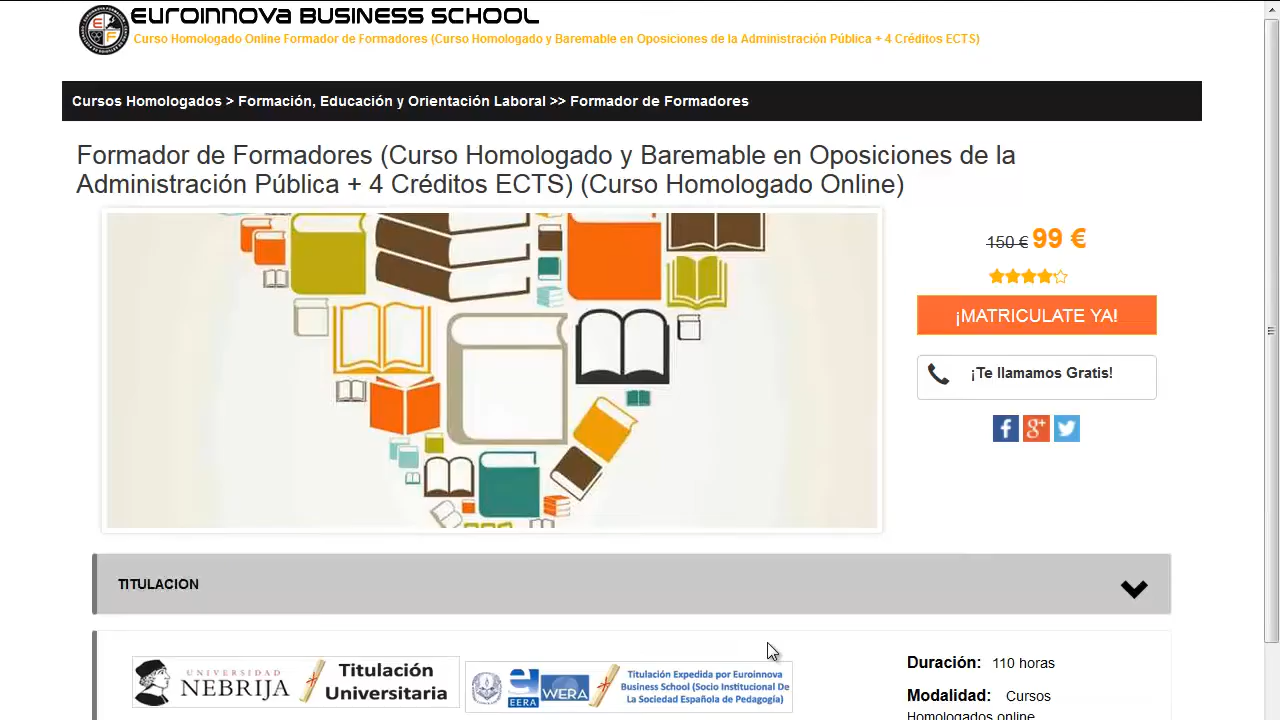 Euroinnova BUSINESS SCHOOL
Curso Homologado Online Formador de Formadores (Curso Homologado y Baremable en Oposiciones de la Administración Pública + 4 Créditos ECTS)
Cursos Homologados > Formación, Educación y Orientación Laboral >> Formador de Formadores
Formador de Formadores (Curso Homologado y Baremable en Oposiciones de la
Administración Pública + 4 Créditos ECTS) (Curso Homologado Online)
150 € 99 €
¡MATRICULATE YA!
¡Te llamamos Gratis!
TITULACION
UNIVERSIDAD
NEBRIJA
Titulación
Universitaria
EERA
WERA
Titulación Expedida por Euroinnova
Business School (Socio Institucional De
La Sociedad Española de Pedagogía)
Duración: 110 horas
Modalidad: Cursos
Homologados online